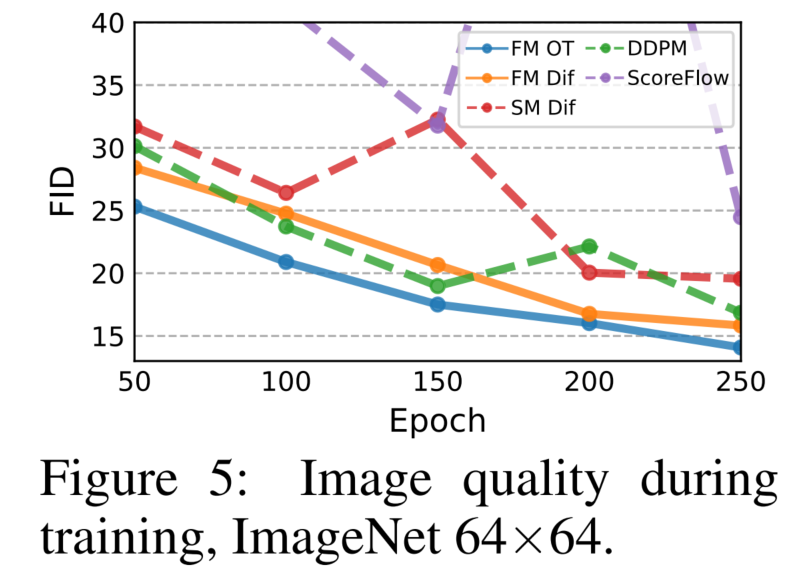 40
35
30
25
20
15
FID
FM OT
FM Dif
SM Dif
DDPM
ScoreFlow
50 100 150 200 250
Epoch
Figure 5: Image quality during
training, ImageNet 64×64.